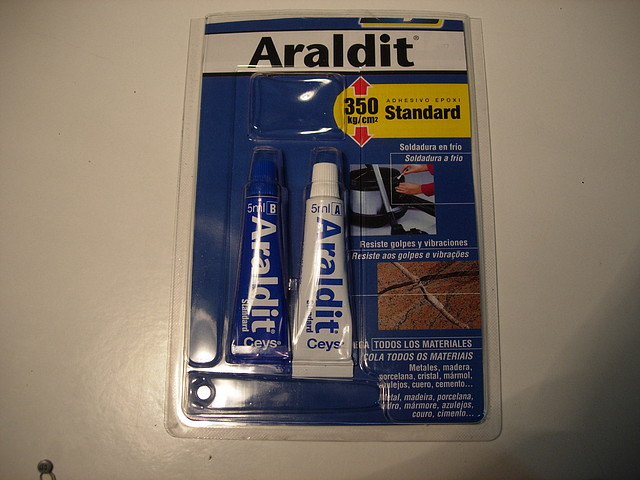 Araldit®
350
kg/cm²
ADHESIVO EPOXI
Standard
Soldadura en frío
Soldadura a frio
5ml B
Araldit
Standard
Ceys
5ml A
Araldit
Standard
Ceys
Resiste golpes y vibraciones
Resiste aos golpes e vibrações
TODOS LOS MATERIALES
COLA TODOS OS MATERIAIS
Metales, madera,
porcelana, cristal, mármol,
azulejos, cuero, cemento...
Metal, madeira, porcelana,
vidro, mármore, azulejos,
couro, cimento...